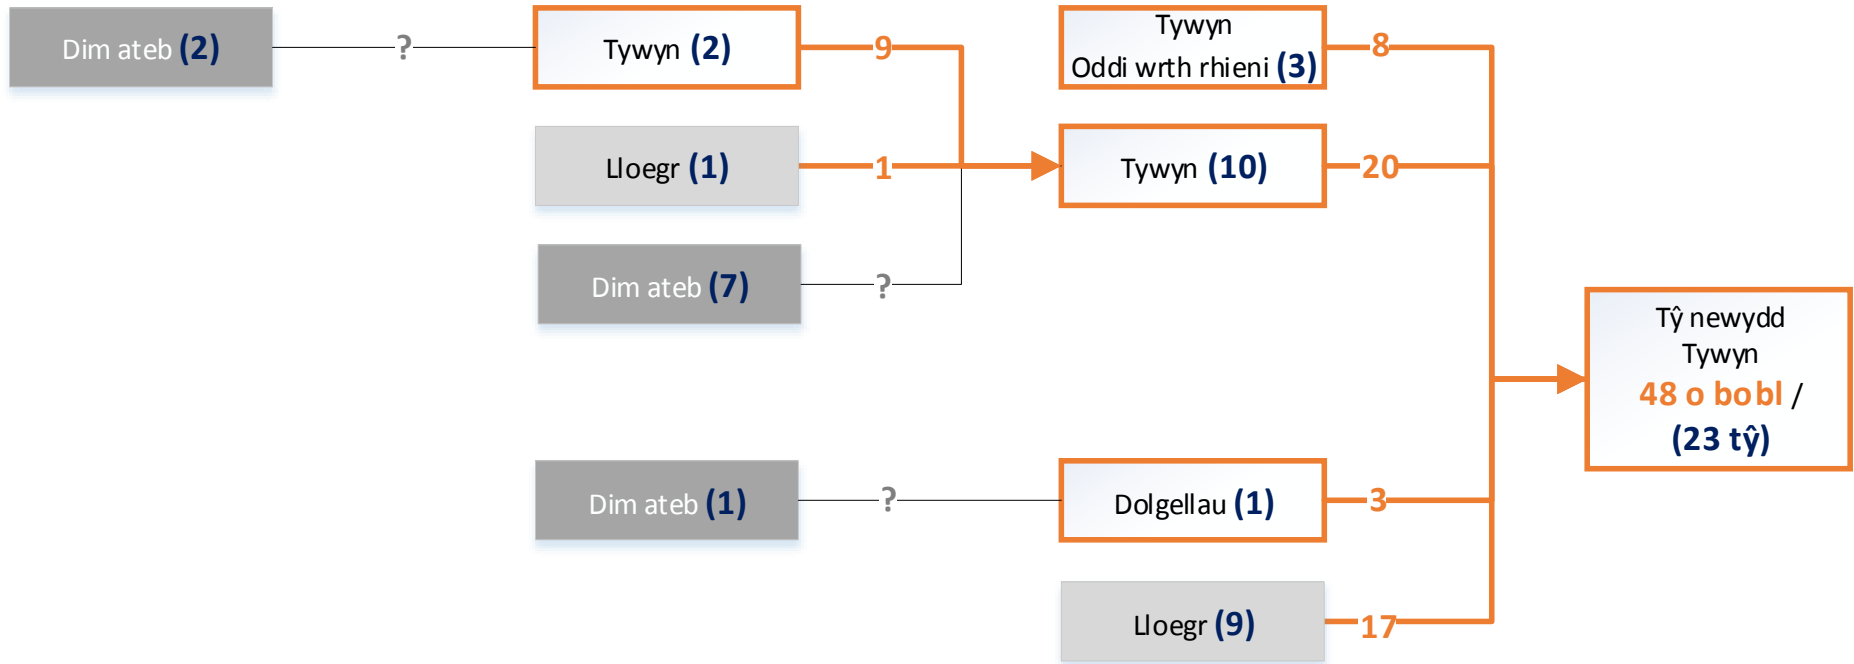 Dim ateb (2)
?
Tywyn (2)
9
Tywyn
Oddi wrth rhieni (3)
8
Lloegr (1)
1
Tywyn (10)
20
Dim ateb (7)
?
Tŷ newydd
Tywyn
48 o bobl /
(23 tŷ)
Dim ateb (1)
?
Dolgellau (1)
3
Lloegr (9)
17